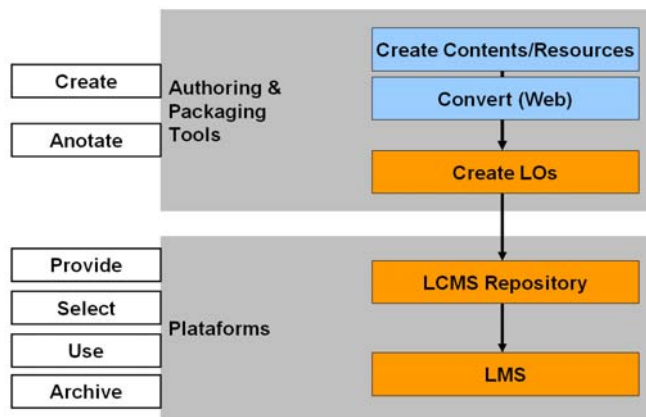 Create
Anotate
Authoring &
Packaging
Tools
Create Contents/Resources
Convert (Web)
Create LOs
Provide
Select
Use
Archive
Plataforms
LCMS Repository
LMS